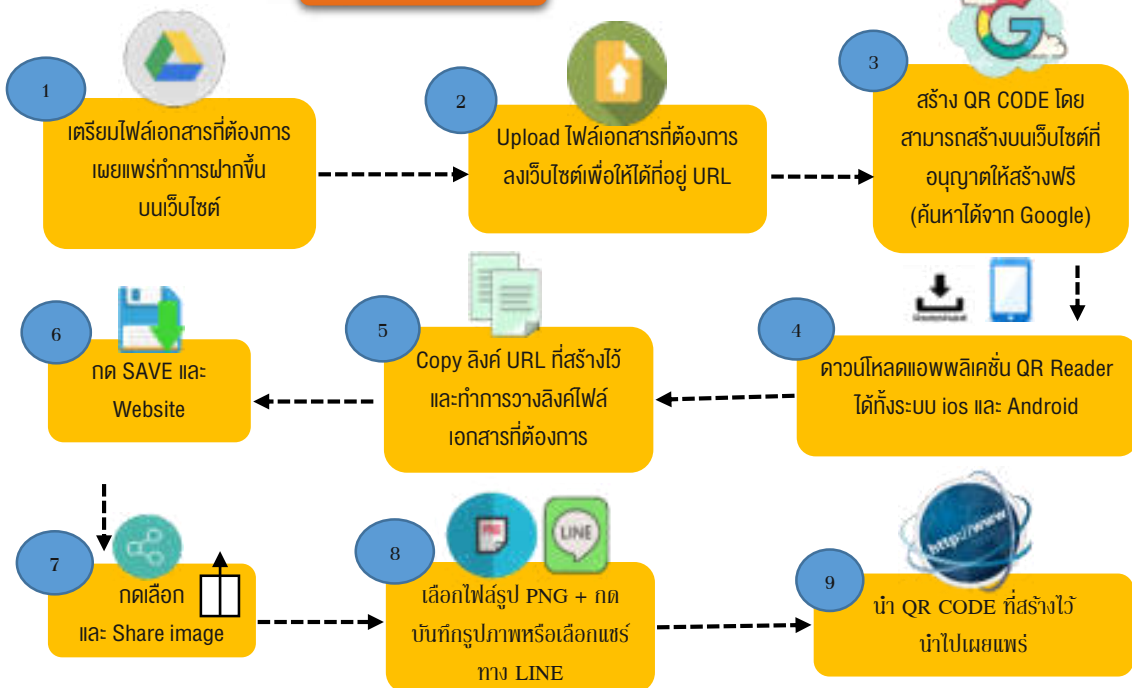 1
เตรียมไฟล์เอกสารที่ต้องการ
เผยแพร่ทำการฝากขึ้น
บนเว็บไซต์
2
Upload ไฟล์เอกสารที่ต้องการ
ลงเว็บไซต์เพื่อให้ได้ที่อยู่ URL
3
สร้าง QR CODE โดย
สามารถสร้างบนเว็บไซต์ที่
อนุญาตให้สร้างฟรี
(ค้นหาได้จาก Google)
4
ดาวน์โหลดแอพพลิเคชั่น QR Reader
ได้ทั้งระบบ ios และ Android
5
Copy ลิงค์ URL ที่สร้างไว้
และทำการวางลิงค์ไฟล์
เอกสารที่ต้องการ
6
กด SAVE และ
Website
7
กดเลือก
และ Share image
8
PNG
LINE
เลือกไฟล์รูป PNG + กด
บันทึกรูปภาพหรือเลือกแชร์
ทาง LINE
9
http://www
นำ QR CODE ที่สร้างไว้
นำไปเผยแพร่